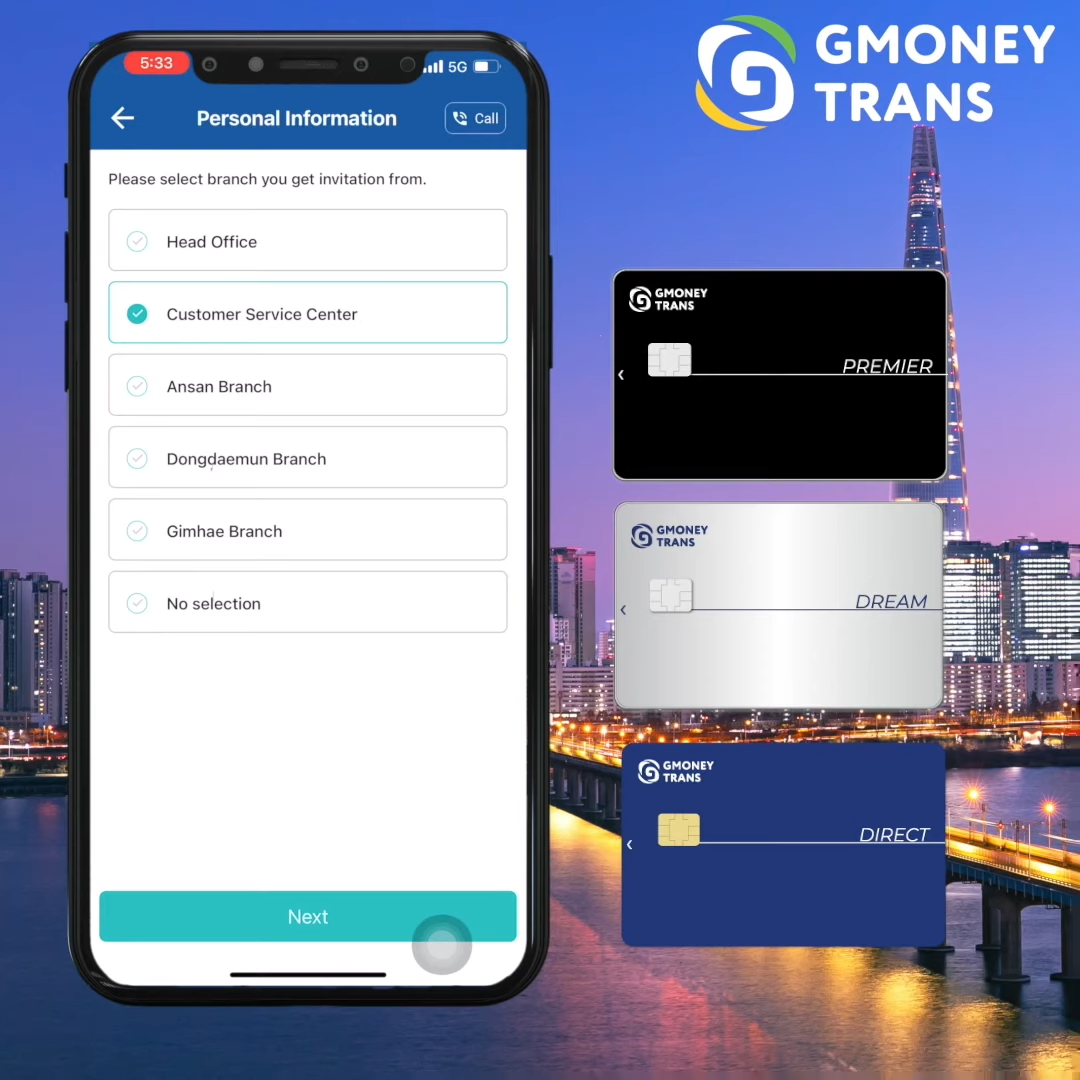 5:33
5G
Personal Information
Call
Please select branch you get invitation from.
Head Office
Customer Service Center
Ansan Branch
Dongdaemun Branch
Gimhae Branch
No selection
Next
GMONEY
TRANS
GMONEY
TRANS
PREMIER
GMONEY
TRANS
DREAM
GMONEY
TRANS
DIRECT